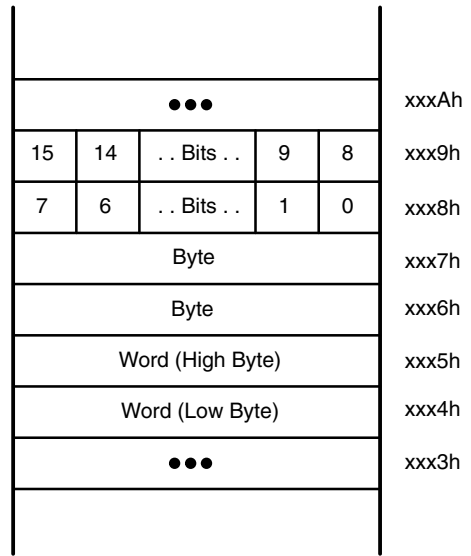 ●●● xxxAh
15 14 . . Bits . . 9 8 xxx9h
7 6 . . Bits . . 1 0 xxx8h
Byte xxx7h
Byte xxx6h
Word (High Byte) xxx5h
Word (Low Byte) xxx4h
●●● xxx3h